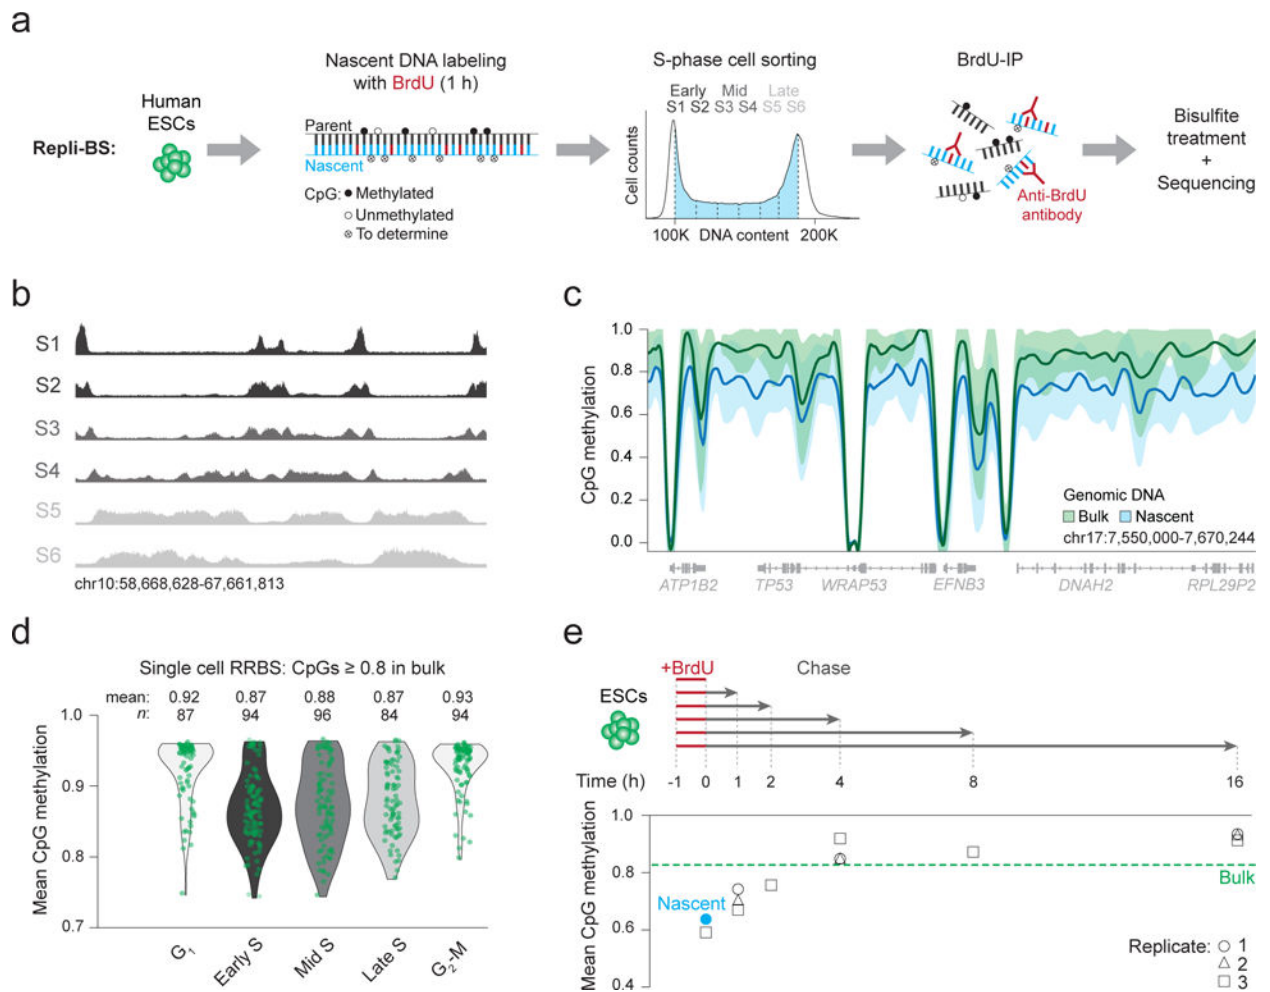 a
Repli-BS:
Human
ESCs
Nascent DNA labeling
with BrdU (1 h)
Parent
Nascent
CpG: Methylated
Unmethylated
To determine
S-phase cell sorting
Early Mid Late
S1 S2 S3 S4 S5 S6
Cell counts
100K DNA content 200K
BrdU-IP
Anti-BrdU
antibody
Bisulfite
treatment
+
Sequencing
b
S1
S2
S3
S4
S5
S6
chr10:58,668,628-67,661,813
c
CpG methylation
1.0
0.8
0.6
0.4
0.2
0.0
Genomic DNA
Bulk Nascent
chr17:7,550,000-7,670,244
ATP1B2 TP53 WRAP53 EFNB3 DNAH2 RPL29P2
d
Single cell RRBS: CpGs ≥ 0.8 in bulk
mean: 0.92 0.87 0.88 0.87 0.93
n: 87 94 96 84 94
Mean CpG methylation
1.0
0.9
0.8
0.7
G1 Early S Mid S Late S G2-M
e
+BrdU Chase
ESCs
Time (h) -1 0 1 2 4 8 16
Mean CpG methylation
1.0
0.8
0.6
0.4
Bulk
Nascent
Replicate: 1
2
3